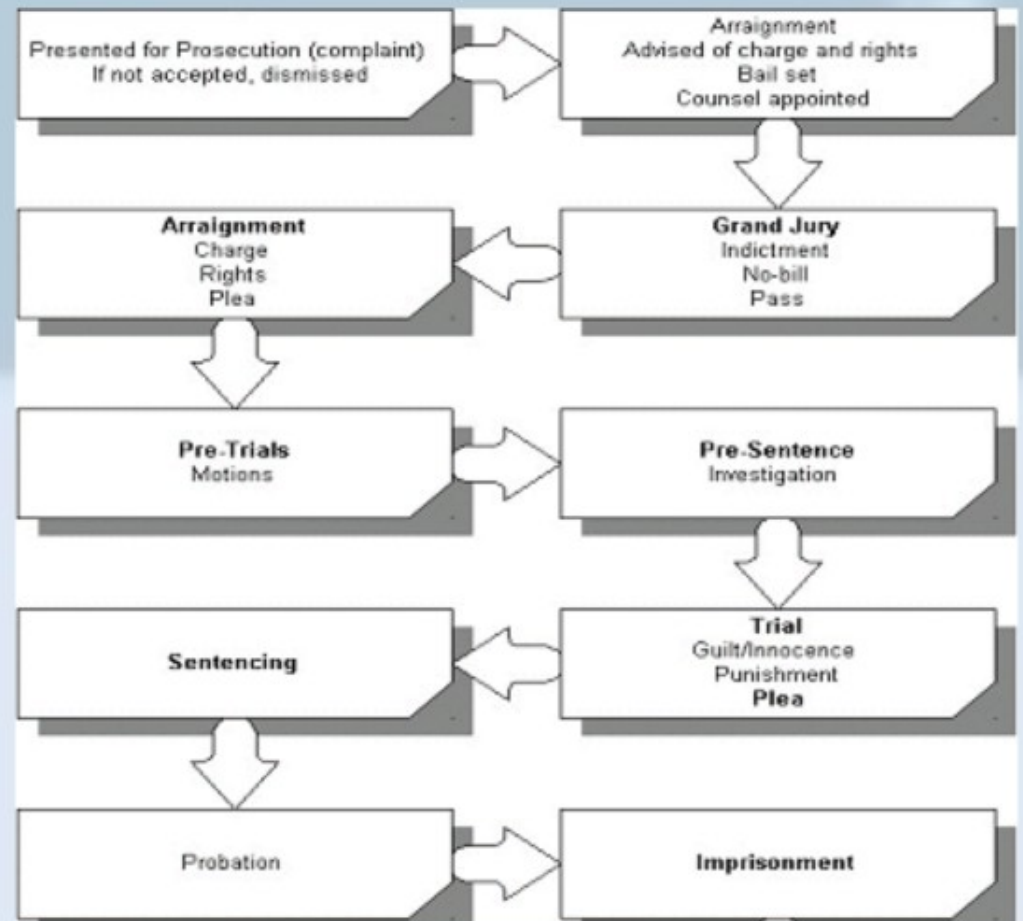 Presented for Prosecution (complaint)
If not accepted, dismissed
Arraignment
Advised of charge and rights
Bail set
Counsel appointed
Grand Jury
Indictment
No-bill
Pass
Arraignment
Charge
Rights
Plea
Pre-Trials
Motions
Pre-Sentence
Investigation
Trial
Guilt/Innocence
Punishment
Plea
Sentencing
Probation
Imprisonment